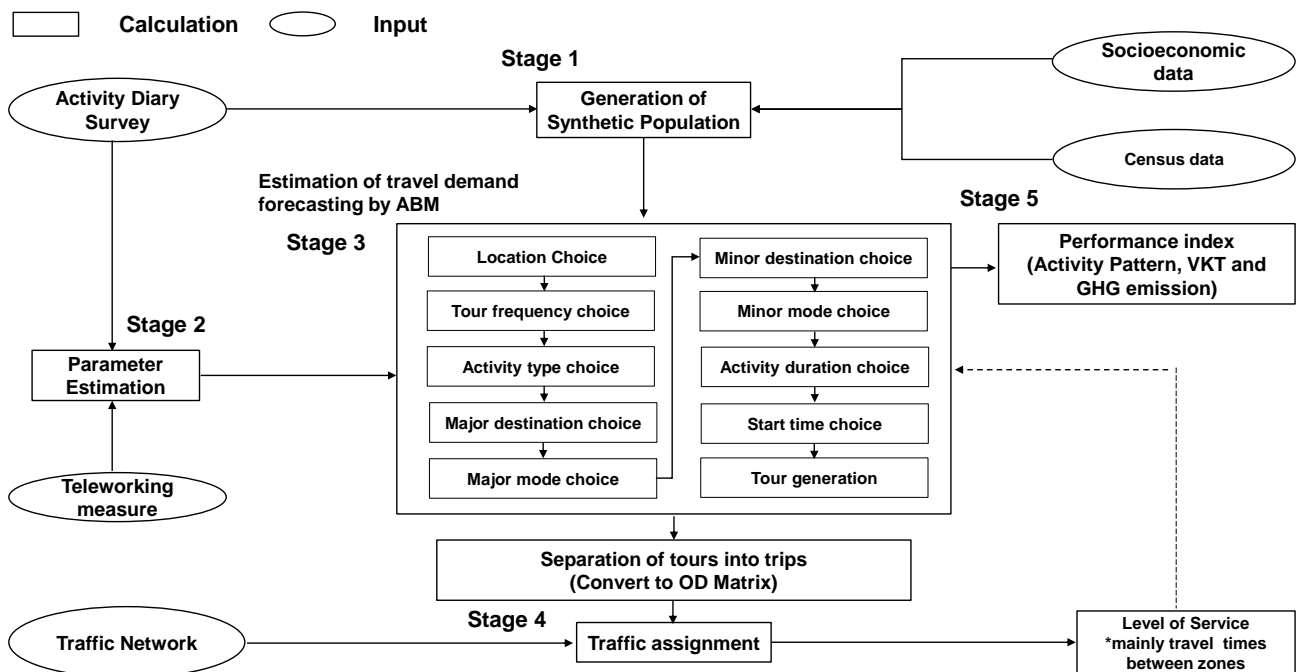 Calculation
Input
Stage 1
Socioeconomic
data
Activity Diary
Survey
Generation of
Synthetic Population
Census data
Estimation of travel demand
forecasting by ABM
Stage 3
Stage 5
Location Choice
Tour frequency choice
Activity type choice
Major destination choice
Major mode choice
Minor destination choice
Minor mode choice
Activity duration choice
Start time choice
Tour generation
Performance index
(Activity Pattern, VKT and
GHG emission)
Stage 2
Parameter
Estimation
Teleworking
measure
Separation of tours into trips
(Convert to OD Matrix)
Stage 4
Traffic Network
Traffic assignment
Level of Service
*mainly travel times
between zones